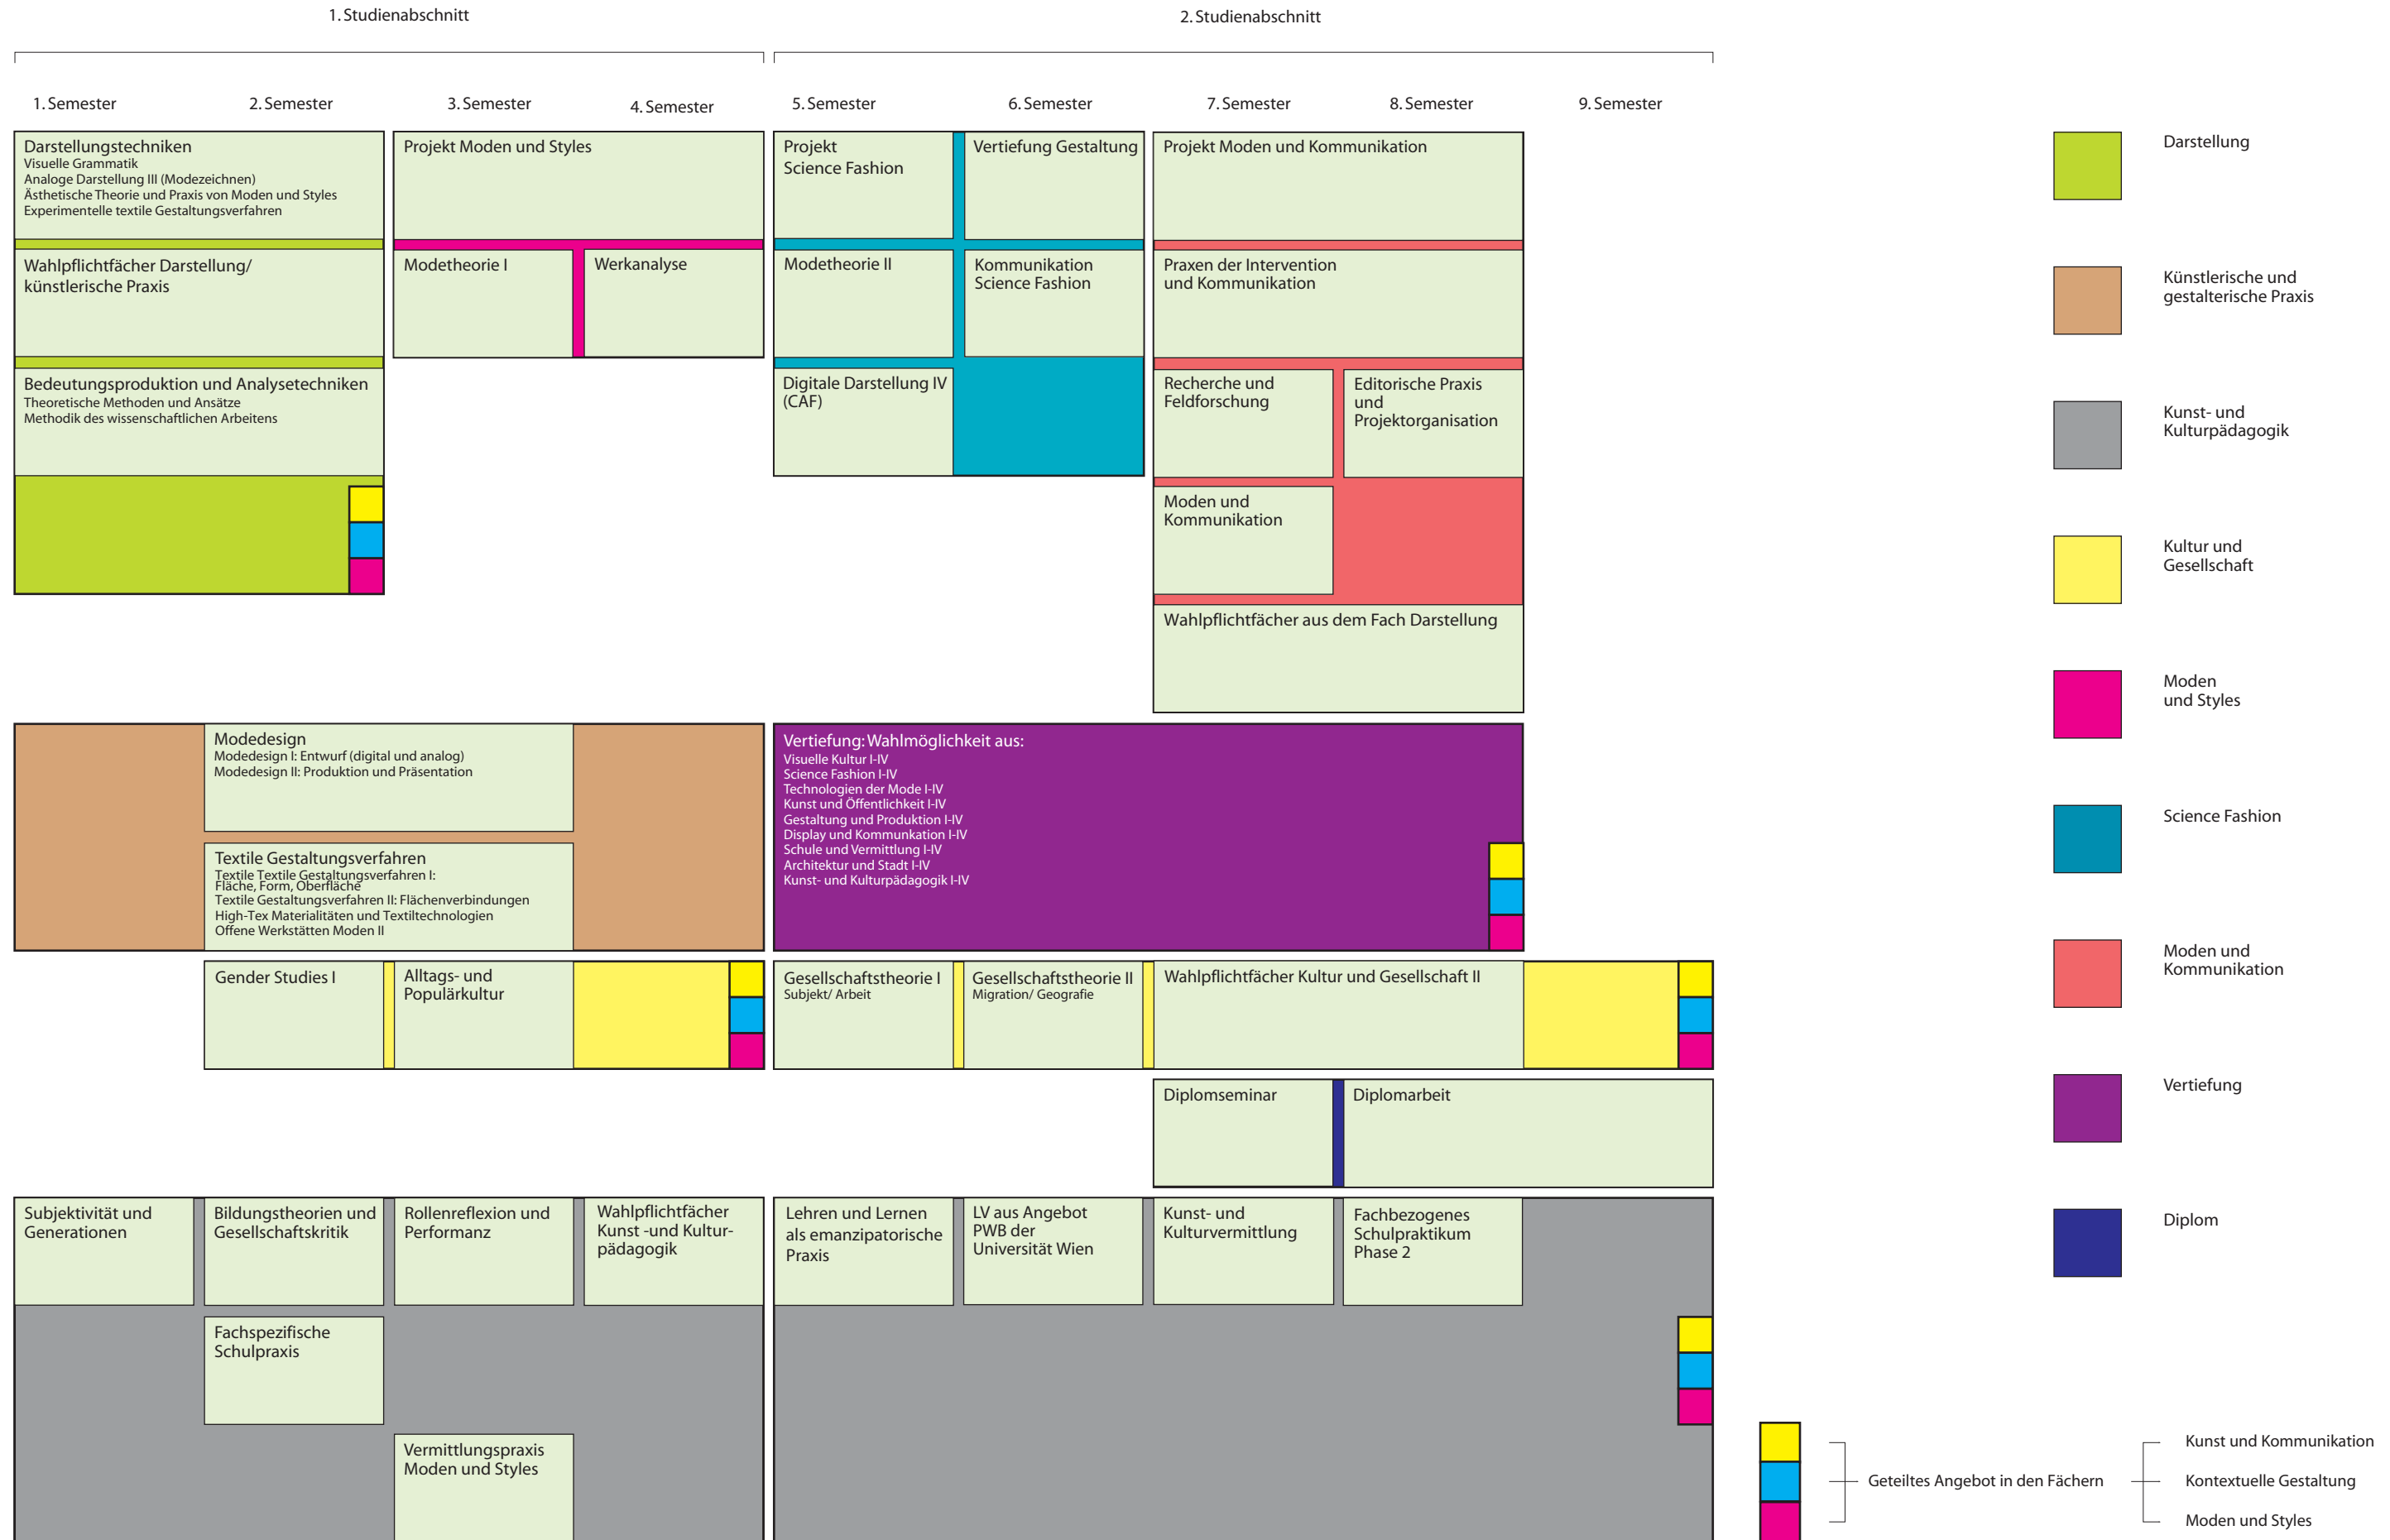 1. Studienabschnitt
2. Studienabschnitt
1. Semester
2. Semester
3. Semester
4. Semester
5. Semester
6. Semester
7. Semester
8. Semester
9. Semester
Darstellungstechniken
Visuelle Grammatik
Analoge Darstellung III (Modezeichnen)
Ästhetische Theorie und Praxis von Moden und Styles
Experimentelle textile Gestaltungsverfahren
Wahlpflichtfächer Darstellung/
künstlerische Praxis
Bedeutungsproduktion und Analysetechniken
Theoretische Methoden und Ansätze
Methodik des wissenschaftlichen Arbeitens
Projekt Moden und Styles
Modetheorie I
Werkanalyse
Projekt
Science Fashion
Vertiefung Gestaltung
Modetheorie II
Kommunikation
Science Fashion
Digitale Darstellung IV
(CAF)
Projekt Moden und Kommunikation
Praxen der Intervention
und Kommunikation
Recherche und
Feldforschung
Editorische Praxis
und
Projektorganisation
Moden und
Kommunikation
Wahlpflichtfächer aus dem Fach Darstellung
Modedesign
Modedesign I: Entwurf (digital und analog)
Modedesign II: Produktion und Präsentation
Textile Gestaltungsverfahren
Textile Textile Gestaltungsverfahren I:
Fläche, Form, Oberfläche
Textile Gestaltungsverfahren II: Flächenverbindungen
High-Tex Materialitäten und Textiltechnologien
Offene Werkstätten Moden II
Vertiefung: Wahlmöglichkeit aus:
Visuelle Kultur I-IV
Science Fashion I-IV
Technologien der Mode I-IV
Kunst und Öffentlichkeit I-IV
Gestaltung und Produktion I-IV
Display und Kommunkation I-IV
Schule und Vermittlung I-IV
Architektur und Stadt I-IV
Kunst- und Kulturpädagogik I-IV
Gender Studies I
Alltags- und
Populärkultur
Gesellschaftstheorie I
Subjekt/ Arbeit
Gesellschaftstheorie II
Migration/ Geografie
Wahlpflichtfächer Kultur und Gesellschaft II
Diplomseminar
Diplomarbeit
Subjektivität und
Generationen
Bildungstheorien und
Gesellschaftskritik
Rollenreflexion und
Performanz
Wahlpflichtfächer
Kunst -und Kultur-
pädagogik
Lehren und Lernen
als emanzipatorische
Praxis
LV aus Angebot
PWB der
Universität Wien
Kunst- und
Kulturvermittlung
Fachbezogenes
Schulpraktikum
Phase 2
Fachspezifische
Schulpraxis
Vermittlungspraxis
Moden und Styles
Darstellung
Künstlerische und
gestalterische Praxis
Kunst- und
Kulturpädagogik
Kultur und
Gesellschaft
Moden
und Styles
Science Fashion
Moden und
Kommunikation
Vertiefung
Diplom
Geteiltes Angebot in den Fächern
Kunst und Kommunikation
Kontextuelle Gestaltung
Moden und Styles